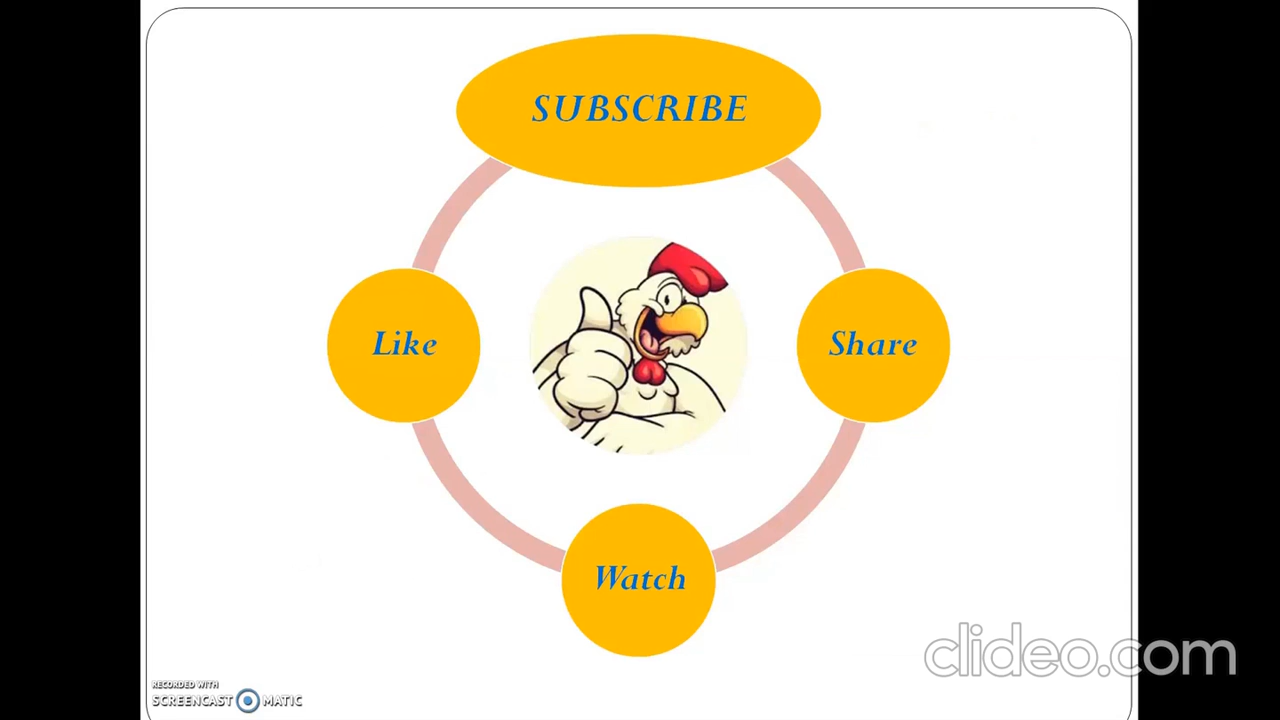 SUBSCRIBE
Like
Share
Watch
clideo.com
RECORDED WITH
SCREENCAST MATIC